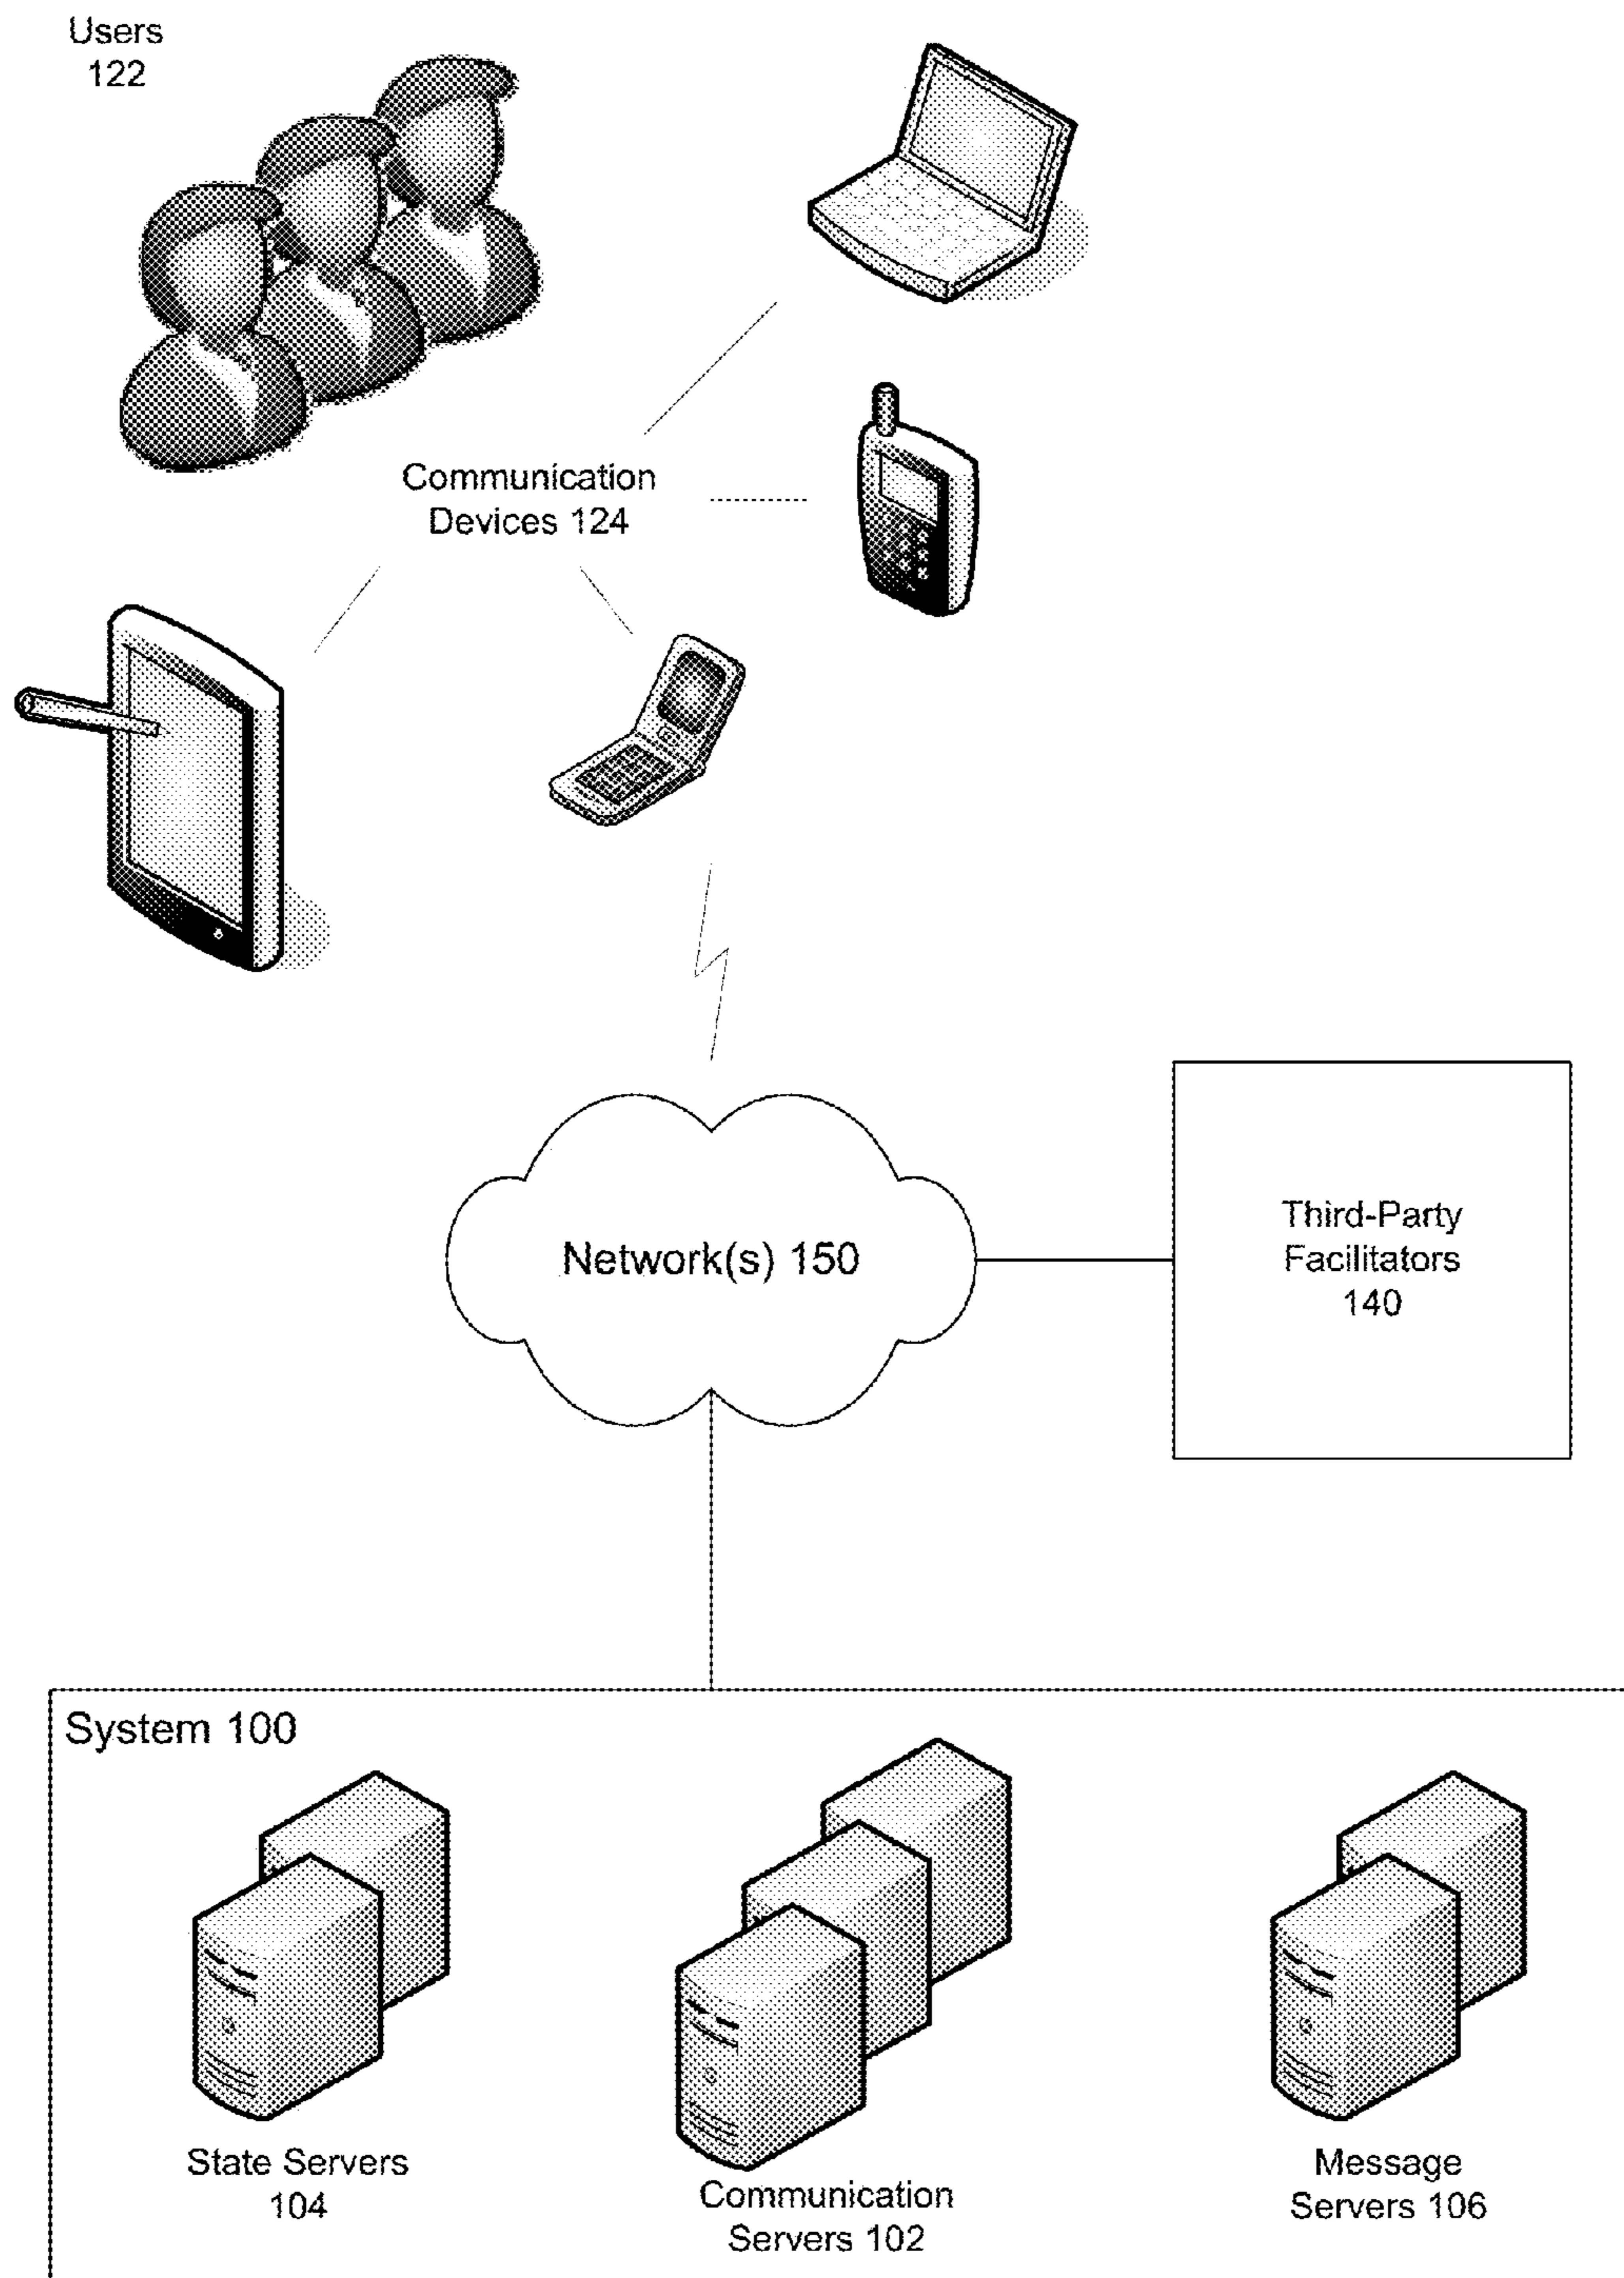 Users
122
Communication
Devices 124
Network(s) 150
Third-Party
Facilitators
140
System 100
State Servers
104
Communication
Servers 102
Message
Servers 106